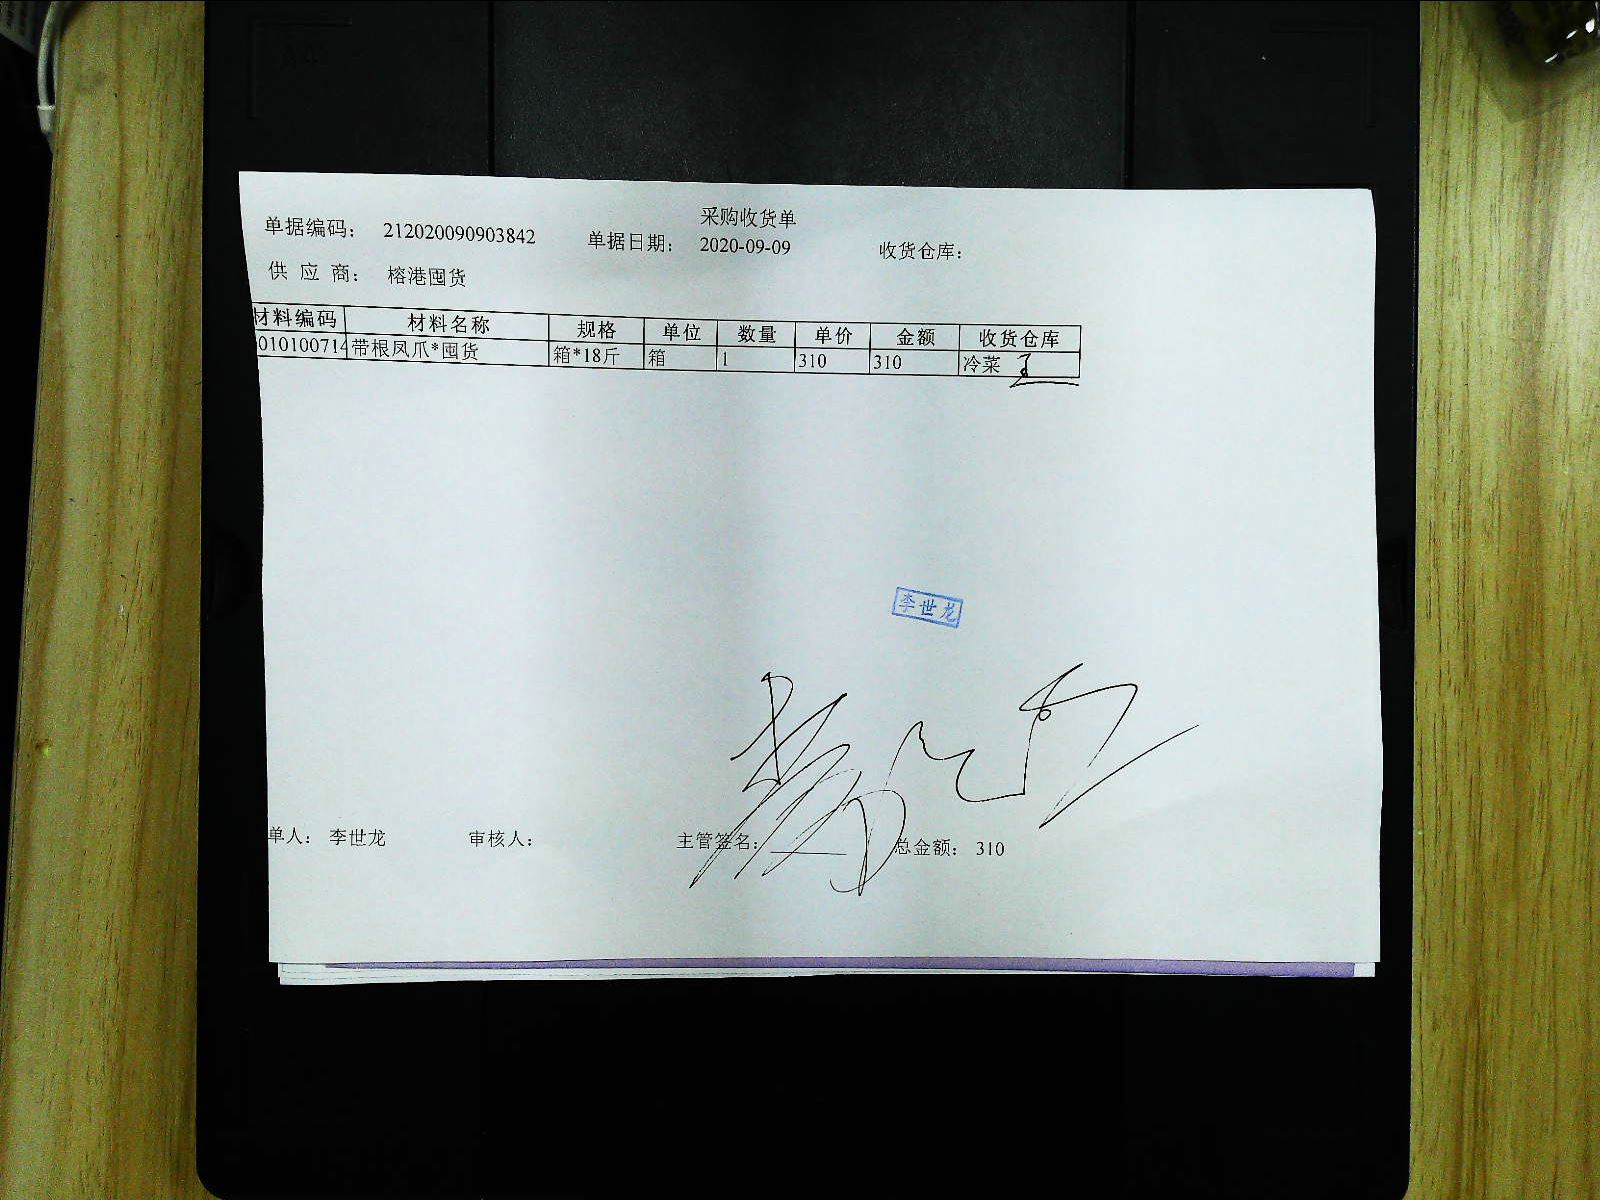 采购收货单
单据编码： 212020090903842 单据日期： 2020-09-09 收货仓库：
供 应 商： 榕港囤货
材料编码 材料名称 规格 单位 数量 单价 金额 收货仓库
010100714 带根凤爪*囤货 箱*18斤 箱 1 310 310 冷菜
李世龙
单人： 李世龙 审核人： 主管签名： 总金额： 310